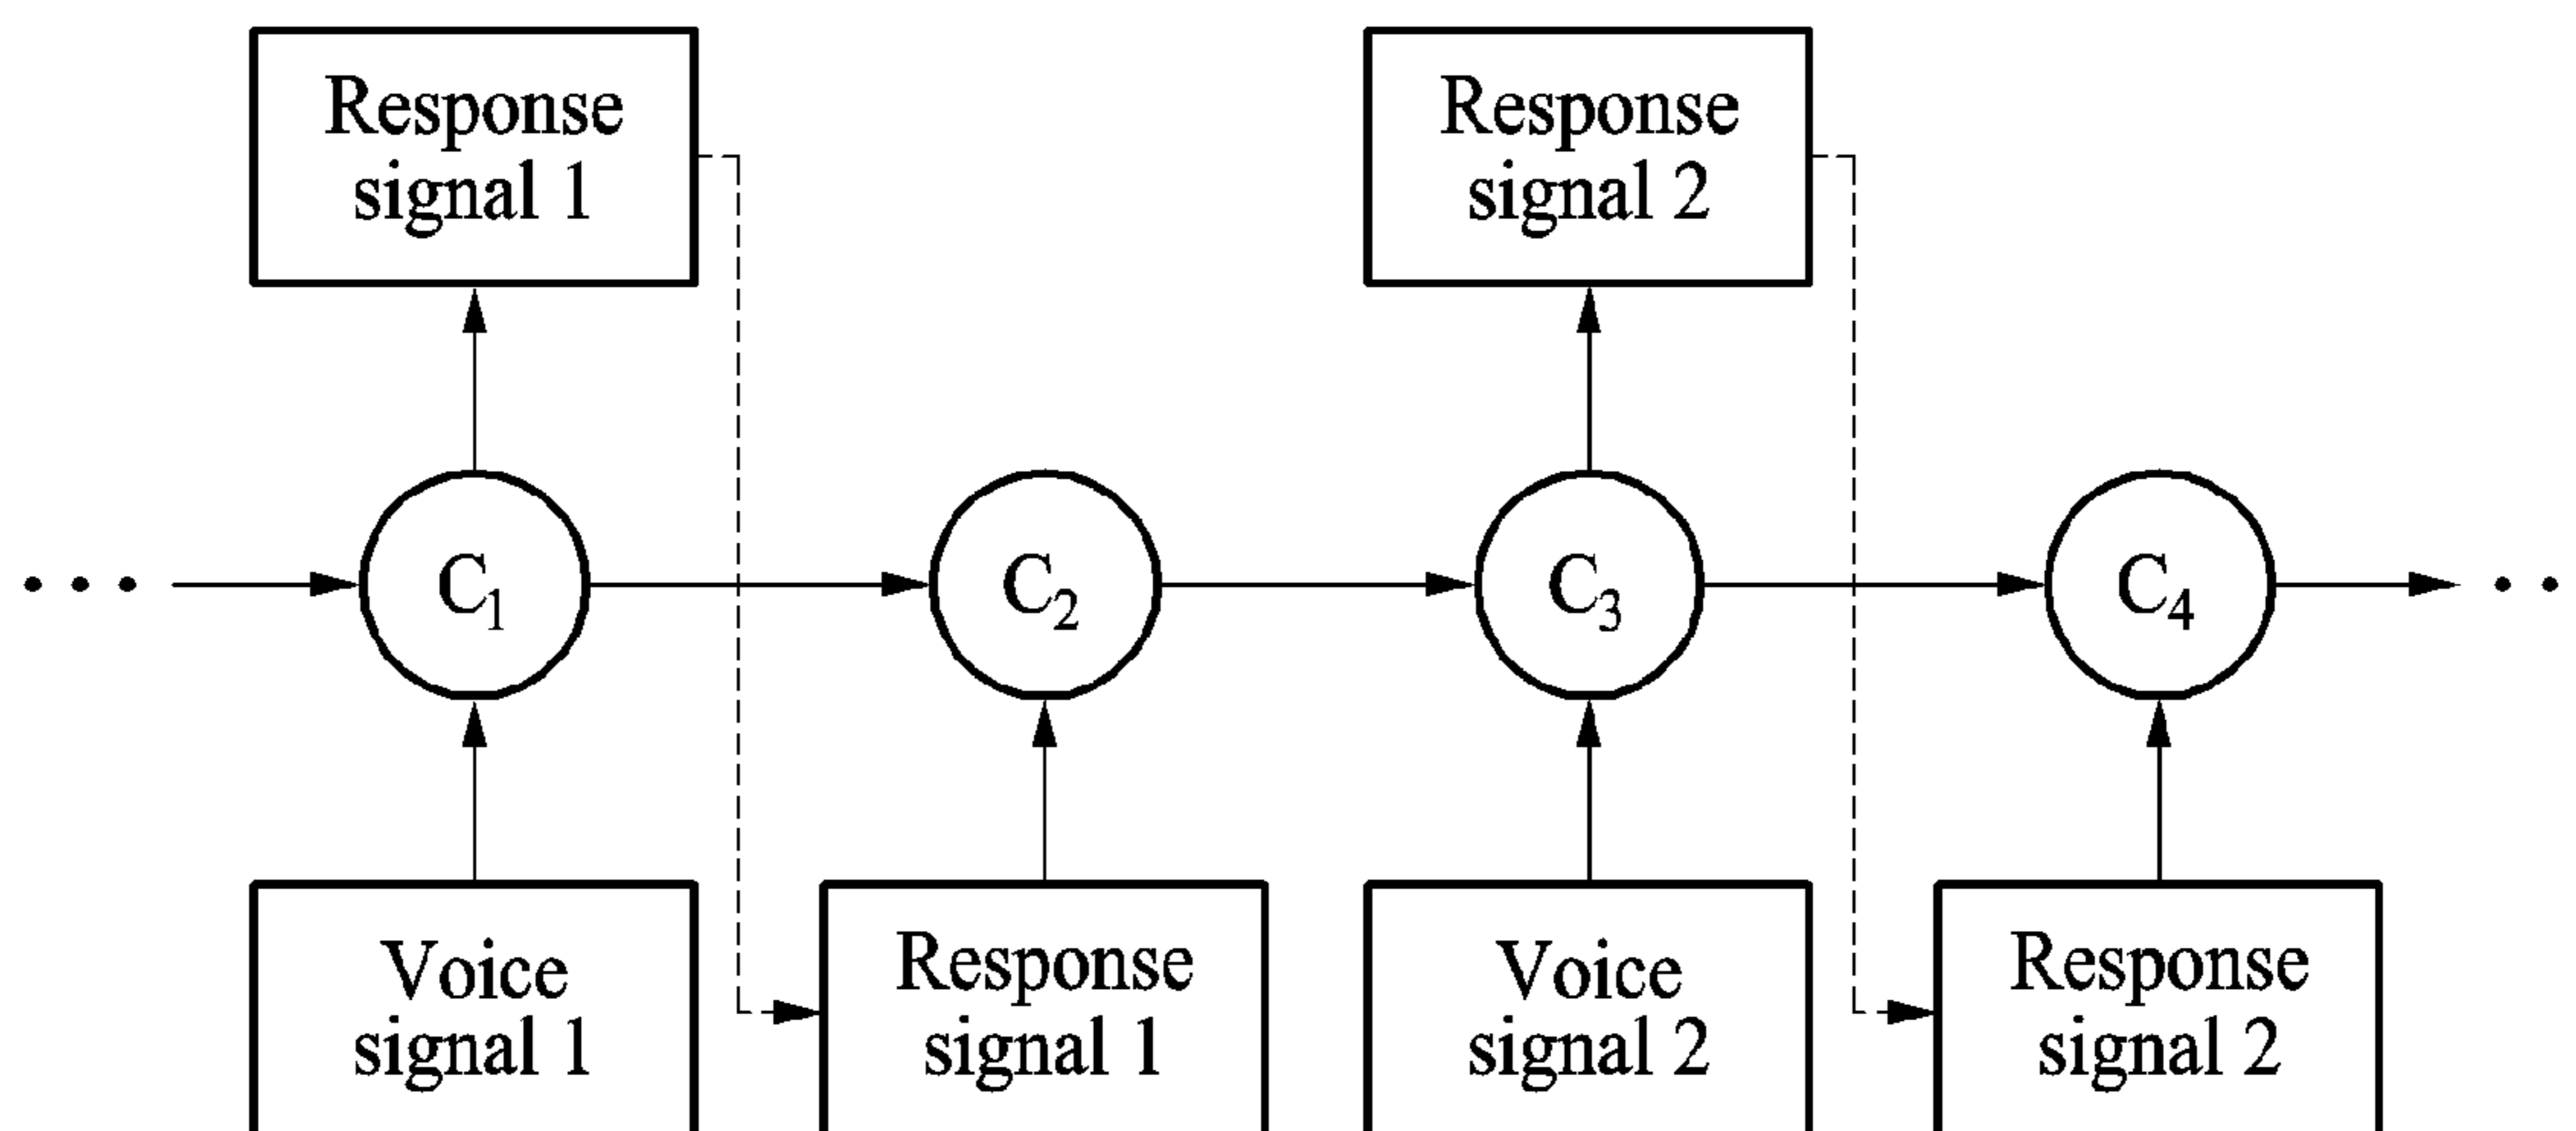 Response
signal 1
Response
signal 2
• • •
C₁
C₂
C₃
C₄
• •
Voice
signal 1
Response
signal 1
Voice
signal 2
Response
signal 2